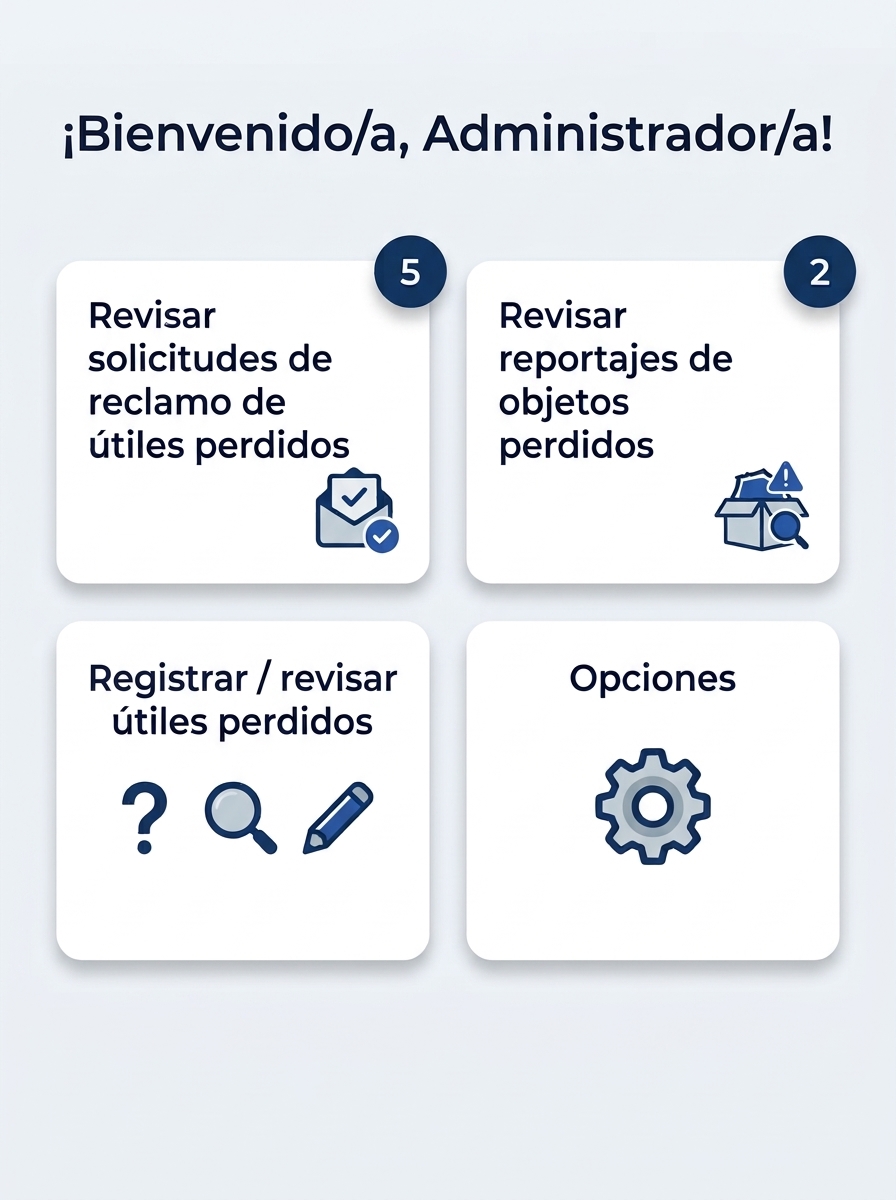 ¡Bienvenido/a, Administrador/a!
5
Revisar
solicitudes de
reclamo de
útiles perdidos
2
Revisar
reportajes de
objetos
perdidos
Registrar / revisar
útiles perdidos
?
Opciones